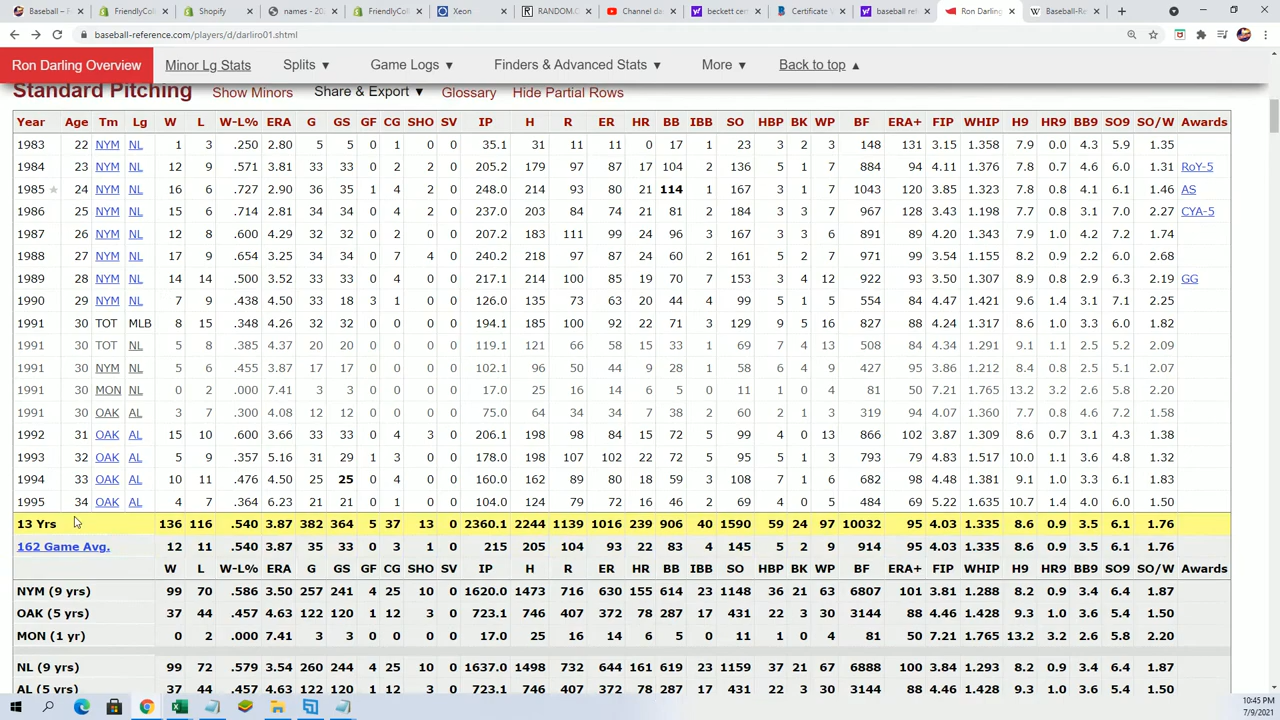 Baseball –
FriendlyColl
Shopify
names - 20
FriendlyColl
Xeon
RANDOM.O
Channel da
beckett cert
Certificate
baseball ref
Ron Darling
Baseball-Re
baseball-reference.com/players/d/darliro01.shtml
Ron Darling Overview Minor Lg Stats Splits ▼ Game Logs ▼ Finders & Advanced Stats ▼ More ▼ Back to top ▲
Standard Pitching Show Minors Share & Export ▼ Glossary Hide Partial Rows
Year Age Tm Lg W L W-L% ERA G GS GF CG SHO SV IP H R ER HR BB IBB SO HBP BK WP BF ERA+ FIP WHIP H9 HR9 BB9 SO9 SO/W Awards
1983 22 NYM NL 1 3 .250 2.80 5 5 0 1 0 0 35.1 31 11 11 0 17 1 23 3 2 3 148 131 3.15 1.358 7.9 0.0 4.3 5.9 1.35
1984 23 NYM NL 12 9 .571 3.81 33 33 0 2 2 0 205.2 179 97 87 17 104 2 136 5 1 7 884 94 4.11 1.376 7.8 0.7 4.6 6.0 1.31 RoY-5
1985 24 NYM NL 16 6 .727 2.90 36 35 1 4 2 0 248.0 214 93 80 21 114 1 167 3 1 7 1043 120 3.85 1.323 7.8 0.8 4.1 6.1 1.46 AS
1986 25 NYM NL 15 6 .714 2.81 34 34 0 4 2 0 237.0 203 84 74 21 81 2 184 3 3 7 967 128 3.43 1.198 7.7 0.8 3.1 7.0 2.27 CYA-5
1987 26 NYM NL 12 8 .600 4.29 32 32 0 2 0 0 207.2 183 111 99 24 96 3 167 3 3 6 891 89 4.20 1.343 7.9 1.0 4.2 7.2 1.74
1988 27 NYM NL 17 9 .654 3.25 34 34 0 7 4 0 240.2 218 97 87 24 60 2 161 5 2 7 971 99 3.54 1.155 8.2 0.9 2.2 6.0 2.68
1989 28 NYM NL 14 14 .500 3.52 33 33 0 4 0 0 217.1 214 100 85 19 70 7 153 3 4 12 922 93 3.50 1.307 8.9 0.8 2.9 6.3 2.19 GG
1990 29 NYM NL 7 9 .438 4.50 33 18 3 1 0 0 126.0 135 73 63 20 44 4 99 5 1 5 554 84 4.47 1.421 9.6 1.4 3.1 7.1 2.25
1991 30 TOT MLB 8 15 .348 4.26 32 32 0 0 0 0 194.1 185 100 92 22 71 3 129 9 5 16 827 88 4.24 1.317 8.6 1.0 3.3 6.0 1.82
1991 30 TOT NL 5 8 .385 4.37 20 20 0 0 0 0 119.1 121 66 58 15 33 1 69 7 4 13 508 84 4.34 1.291 9.1 1.1 2.5 5.2 2.09
1991 30 NYM NL 5 6 .455 3.87 17 17 0 0 0 0 102.1 96 50 44 9 28 1 58 6 4 9 427 95 3.86 1.212 8.4 0.8 2.5 5.1 2.07
1991 30 MON NL 0 2 .000 7.41 3 3 0 0 0 0 17.0 25 16 14 6 5 0 11 1 0 4 81 50 7.21 1.765 13.2 3.2 2.6 5.8 2.20
1991 30 OAK AL 3 7 .300 4.08 12 12 0 0 0 0 75.0 64 34 34 7 38 2 60 2 1 3 319 94 4.07 1.360 7.7 0.8 4.6 7.2 1.58
1992 31 OAK AL 15 10 .600 3.66 33 33 0 4 3 0 206.1 198 98 84 15 72 5 99 4 0 13 866 102 3.87 1.309 8.6 0.7 3.1 4.3 1.38
1993 32 OAK AL 5 9 .357 5.16 31 29 1 3 0 0 178.0 198 107 102 22 72 5 95 5 1 3 793 79 4.83 1.517 10.0 1.1 3.6 4.8 1.32
1994 33 OAK AL 10 11 .476 4.50 25 25 0 4 0 0 160.0 162 89 80 18 59 3 108 7 1 6 682 98 4.48 1.381 9.1 1.0 3.3 6.1 1.83
1995 34 OAK AL 4 7 .364 6.23 21 21 0 1 0 0 104.0 124 79 72 16 46 2 69 4 0 5 484 69 5.22 1.635 10.7 1.4 4.0 6.0 1.50
13 Yrs 136 116 .540 3.87 382 364 5 37 13 0 2360.1 2244 1139 1016 239 906 40 1590 59 24 97 10032 95 4.03 1.335 8.6 0.9 3.5 6.1 1.76
162 Game Avg. 12 11 .540 3.87 35 33 0 3 1 0 215 205 104 93 22 83 4 145 5 2 9 914 95 4.03 1.335 8.6 0.9 3.5 6.1 1.76
W L W-L% ERA G GS GF CG SHO SV IP H R ER HR BB IBB SO HBP BK WP BF ERA+ FIP WHIP H9 HR9 BB9 SO9 SO/W Awards
NYM (9 yrs) 99 70 .586 3.50 257 241 4 25 10 0 1620.0 1473 716 630 155 614 23 1148 36 21 63 6807 101 3.81 1.288 8.2 0.9 3.4 6.4 1.87
OAK (5 yrs) 37 44 .457 4.63 122 120 1 12 3 0 723.1 746 407 372 78 287 17 431 22 3 30 3144 88 4.46 1.428 9.3 1.0 3.6 5.4 1.50
MON (1 yr) 0 2 .000 7.41 3 3 0 0 0 0 17.0 25 16 14 6 5 0 11 1 0 4 81 50 7.21 1.765 13.2 3.2 2.6 5.8 2.20
NL (9 yrs) 99 72 .579 3.54 260 244 4 25 10 0 1637.0 1498 732 644 161 619 23 1159 37 21 67 6888 100 3.84 1.293 8.2 0.9 3.4 6.4 1.87
AL (5 yrs) 37 44 .457 4.63 122 120 1 12 3 0 723.1 746 407 372 78 287 17 431 22 3 30 3144 88 4.46 1.428 9.3 1.0 3.6 5.4 1.50
10:45 PM
7/9/2021